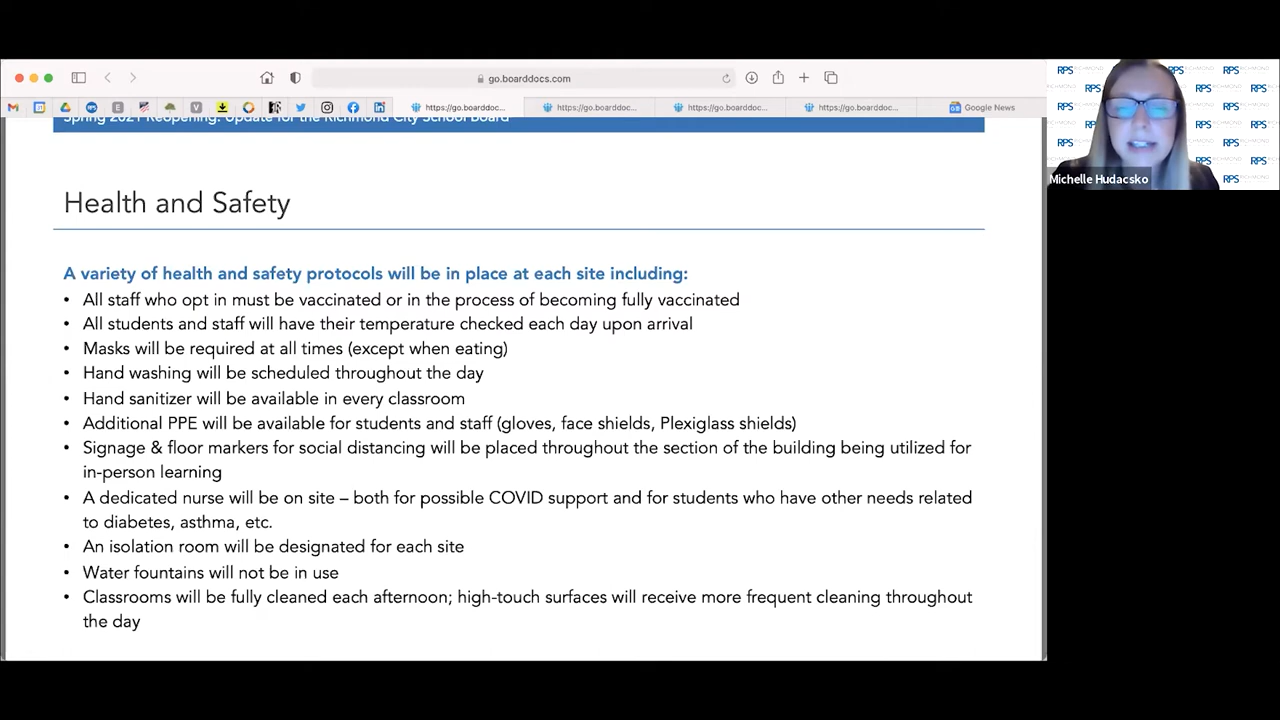 go.boarddocs.com
https://go.boarddoc...
https://go.boarddoc...
https://go.boarddoc...
https://go.boarddoc...
Google News
Spring 2021 Reopening: Update for the Richmond City School Board
Health and Safety
A variety of health and safety protocols will be in place at each site including:
• All staff who opt in must be vaccinated or in the process of becoming fully vaccinated
• All students and staff will have their temperature checked each day upon arrival
• Masks will be required at all times (except when eating)
• Hand washing will be scheduled throughout the day
• Hand sanitizer will be available in every classroom
• Additional PPE will be available for students and staff (gloves, face shields, Plexiglass shields)
• Signage & floor markers for social distancing will be placed throughout the section of the building being utilized for
in-person learning
• A dedicated nurse will be on site – both for possible COVID support and for students who have other needs related
to diabetes, asthma, etc.
• An isolation room will be designated for each site
• Water fountains will not be in use
• Classrooms will be fully cleaned each afternoon; high-touch surfaces will receive more frequent cleaning throughout
the day
RPS
RPS
RPS
RPS
Michelle Hudacsko